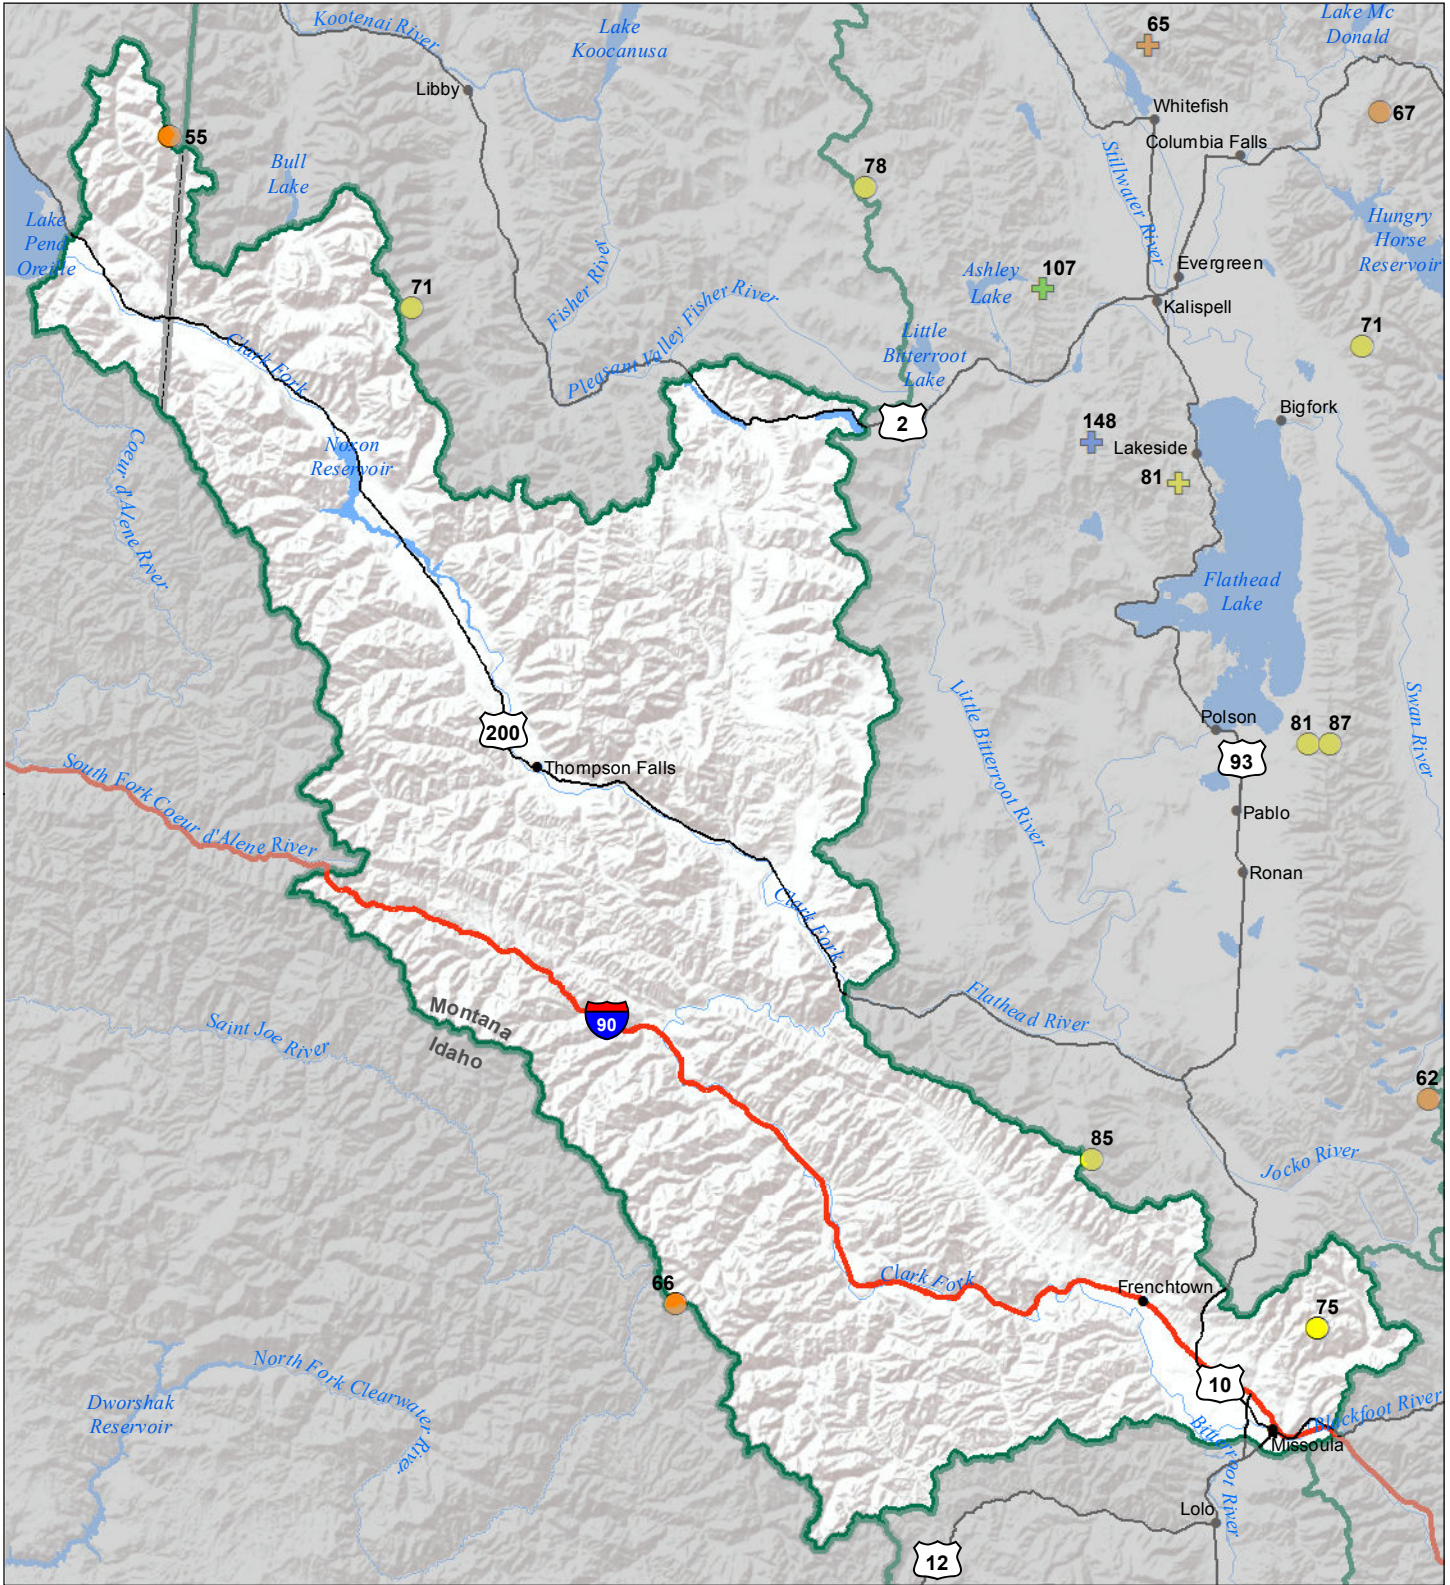 Kootenai River
Lake
Koocanusa
65
Lake Mc
Donald
Libby
Whitefish
67
55
Columbia Falls
Bull
Lake
78
Stillwater River
Lake
Pend
Oreille
Hungry
Horse
Reservoir
Fisher River
Ashley
Lake
107
Evergreen
71
Kalispell
Pleasant Valley Fisher River
Little
Bitterroot
Lake
71
Clark Fork
2
Bigfork
148
Lakeside
Noxon
Reservoir
81
Coeur d'Alene River
Flathead
Lake
Little Bitterroot River
Swan River
200
Polson
81
87
93
Thompson Falls
South Fork Coeur d'Alene River
Pablo
Ronan
Clark Fork
Flathead River
Montana
Idaho
90
Saint Joe River
62
85
Jocko River
66
Clark Fork
Frenchtown
75
North Fork Clearwater
River
10
Dworshak
Reservoir
Blackfoot River
Bitterroot River
Missoula
Lolo
12